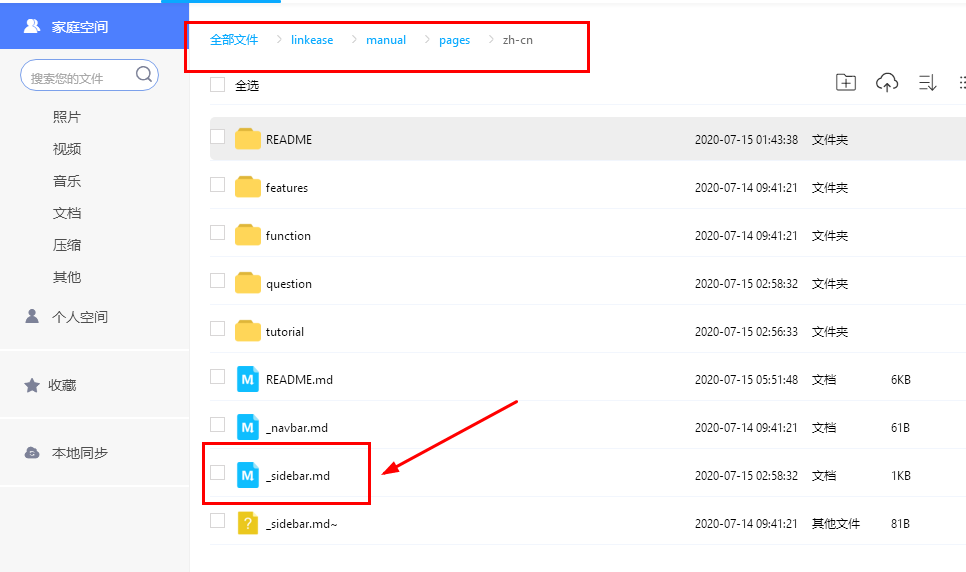 家庭空间
搜索您的文件
照片
视频
音乐
文档
压缩
其他
个人空间
收藏
本地同步
全部文件 > linkease > manual > pages > zh-cn
全选
README 2020-07-15 01:43:38 文件夹
features 2020-07-14 09:41:21 文件夹
function 2020-07-14 09:41:21 文件夹
question 2020-07-15 02:58:32 文件夹
tutorial 2020-07-15 02:56:33 文件夹
M README.md 2020-07-15 05:51:48 文档 6KB
M _navbar.md 2020-07-14 09:41:21 文档 61B
M _sidebar.md 2020-07-15 02:58:32 文档 1KB
? _sidebar.md~ 2020-07-14 09:41:21 其他文件 81B